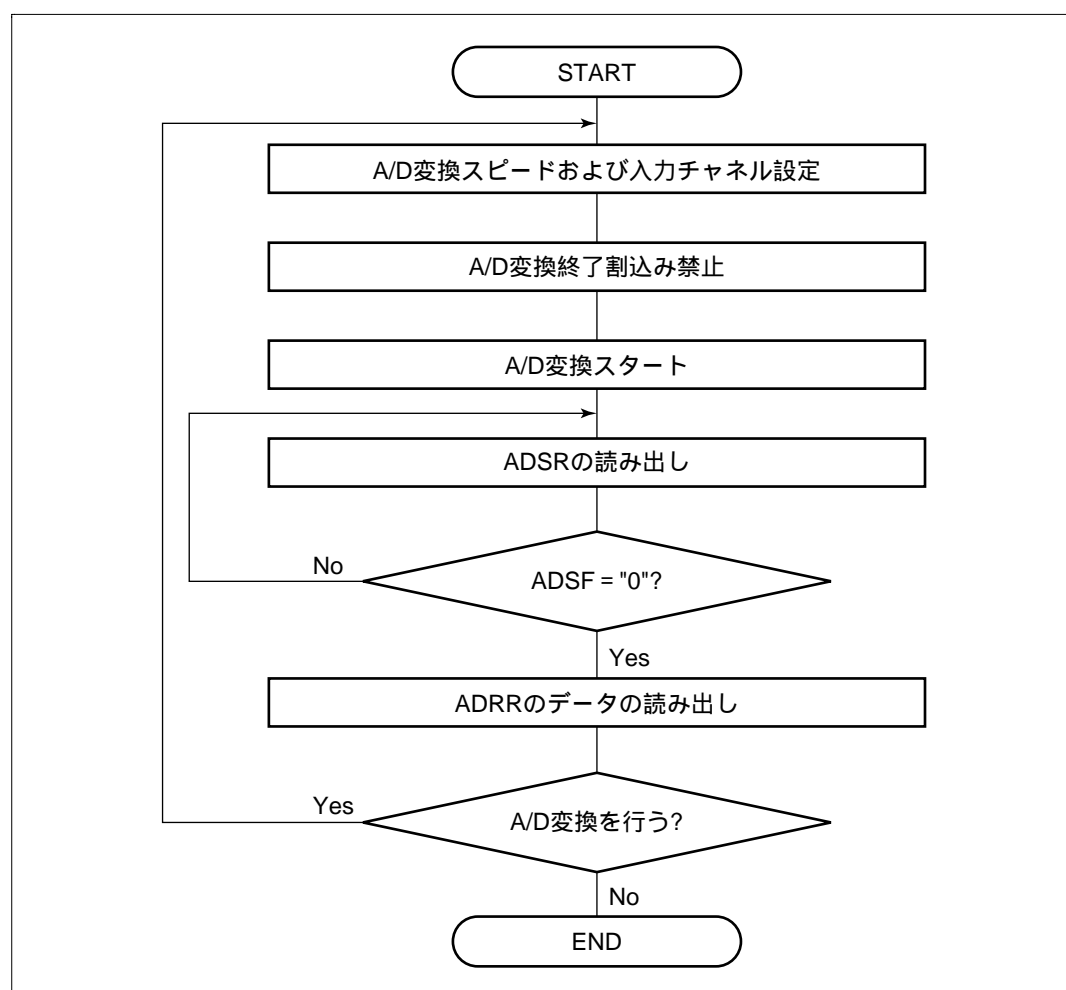 START
A/D変換スピードおよび入力チャネル設定
A/D変換終了割込み禁止
A/D変換スタート
ADSRの読み出し
No
ADSF = "0"?
Yes
ADRRのデータの読み出し
Yes
A/D変換を行う?
No
END